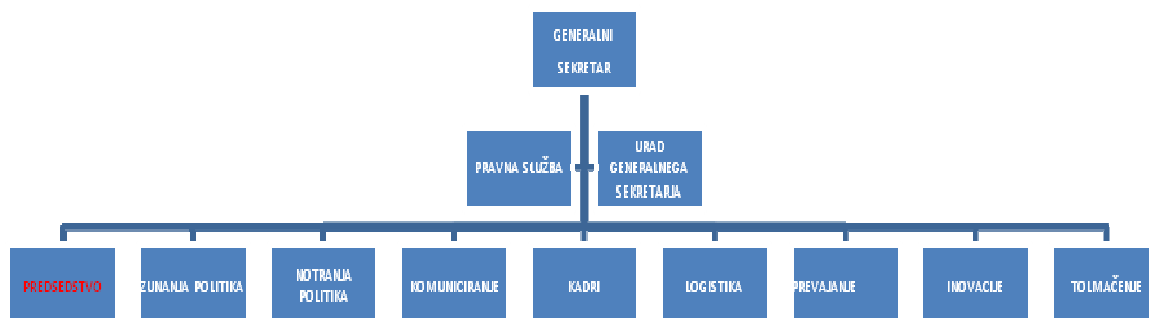 GENERALNI
SEKRETAR
PRAVNA SLUŽBA
URAD
GENERALNEGA
SEKRETARJA
PREDSEDSTVO
ZUNANJA POLITIKA
NOTRANJA
POLITIKA
KOMUNICIRANJE
KADRI
LOGISTIKA
PREVAJANJE
INOVACIJE
TOLMAČENJE